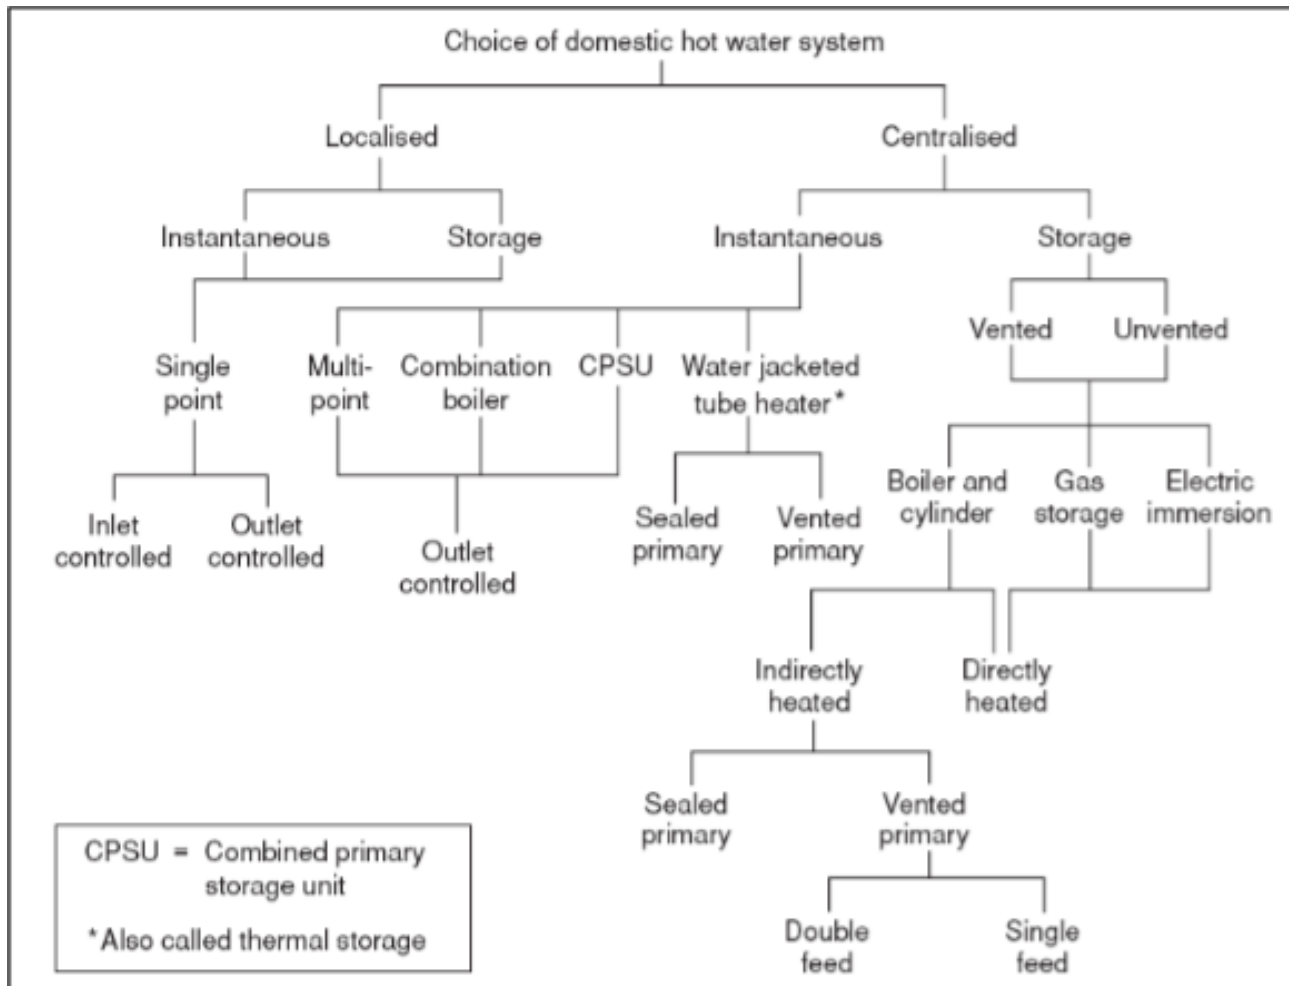 Choice of domestic hot water system
Localised
Centralised
Instantaneous
Storage
Instantaneous
Storage
Vented
Unvented
Single
point
Multi-
point
Combination
boiler
CPSU
Water jacketed
tube heater*
Boiler and
cylinder
Gas
storage
Electric
immersion
Inlet
controlled
Outlet
controlled
Outlet
controlled
Sealed
primary
Vented
primary
Indirectly
heated
Directly
heated
Sealed
primary
Vented
primary
Double
feed
Single
feed
CPSU = Combined primary
storage unit
*Also called thermal storage